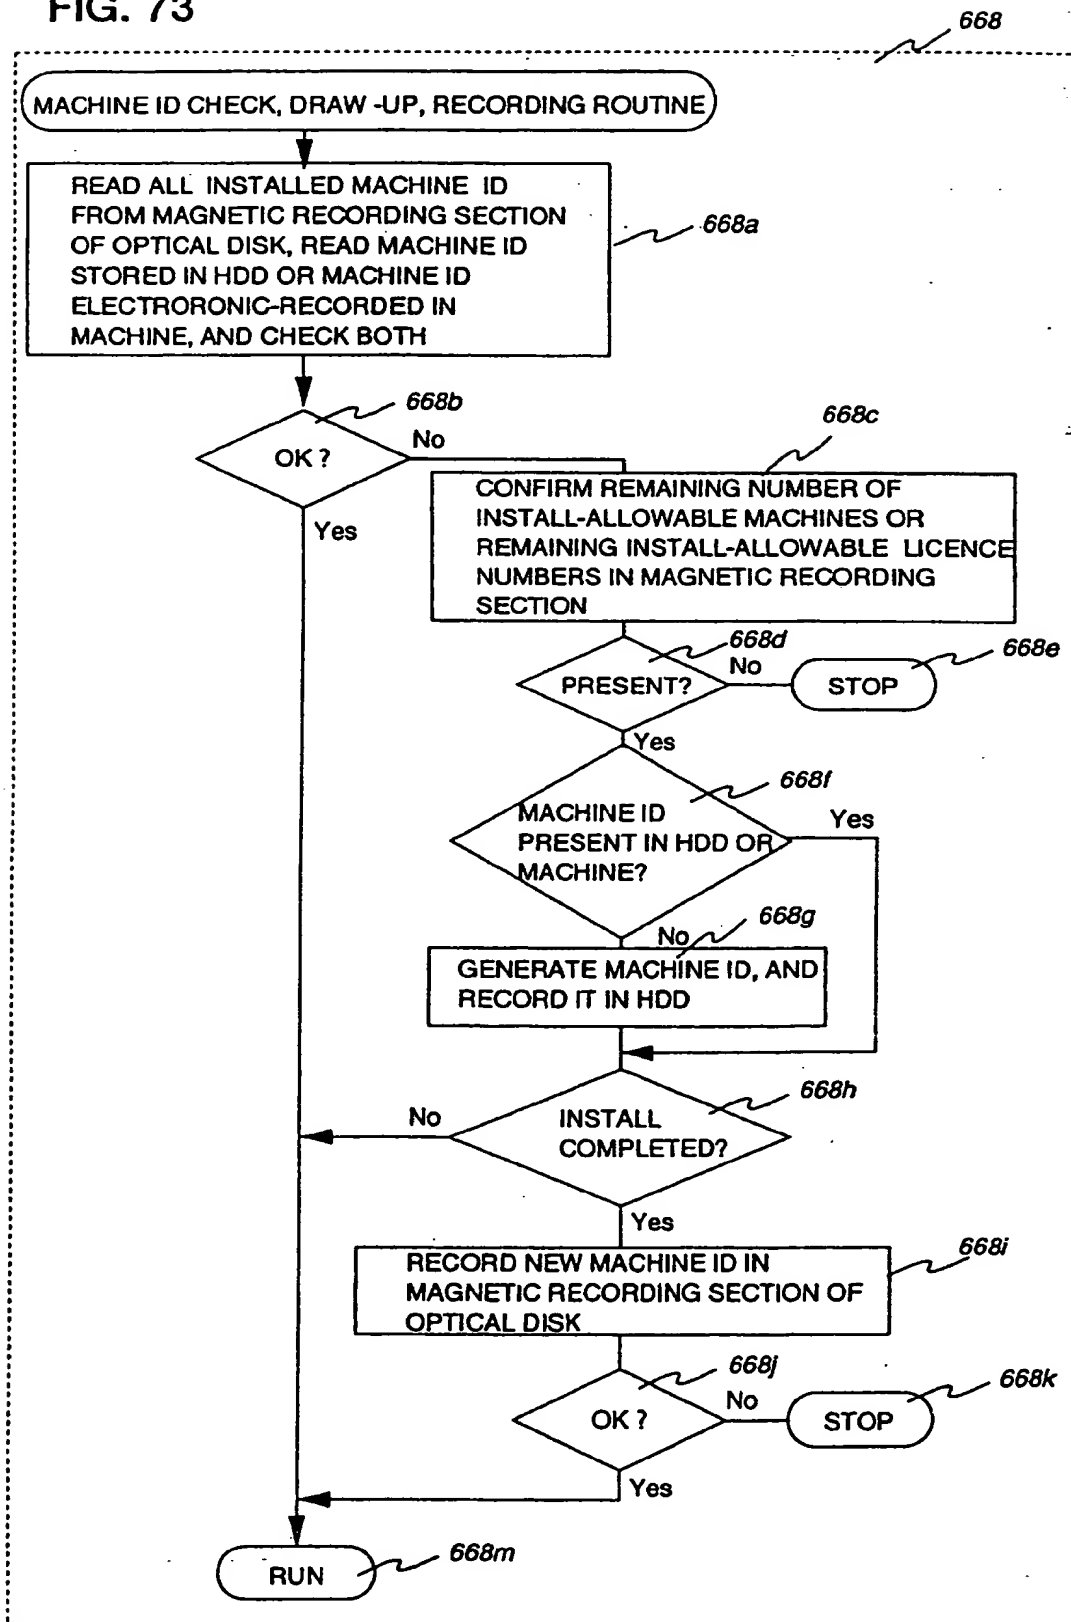 FIG. 73
668
MACHINE ID CHECK, DRAW -UP, RECORDING ROUTINE
READ ALL INSTALLED MACHINE ID
FROM MAGNETIC RECORDING SECTION
OF OPTICAL DISK, READ MACHINE ID
STORED IN HDD OR MACHINE ID
ELECTRORONIC-RECORDED IN
MACHINE, AND CHECK BOTH
668a
668b
OK ?
No
Yes
668c
CONFIRM REMAINING NUMBER OF
INSTALL-ALLOWABLE MACHINES OR
REMAINING INSTALL-ALLOWABLE LICENCE
NUMBERS IN MAGNETIC RECORDING
SECTION
668d
PRESENT?
No
668e
STOP
Yes
668f
MACHINE ID
PRESENT IN HDD OR
MACHINE?
Yes
No
668g
GENERATE MACHINE ID, AND
RECORD IT IN HDD
668h
INSTALL
COMPLETED?
No
Yes
668i
RECORD NEW MACHINE ID IN
MAGNETIC RECORDING SECTION OF
OPTICAL DISK
668j
OK ?
No
668k
STOP
Yes
RUN
668m